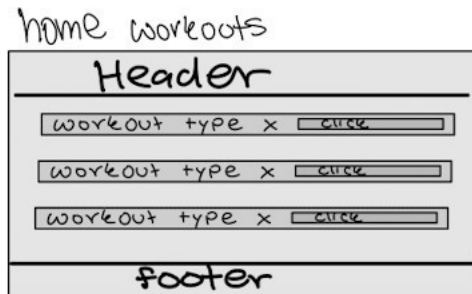 home workouts
Header
workout type x click
workout type x click
workout type x click
footer